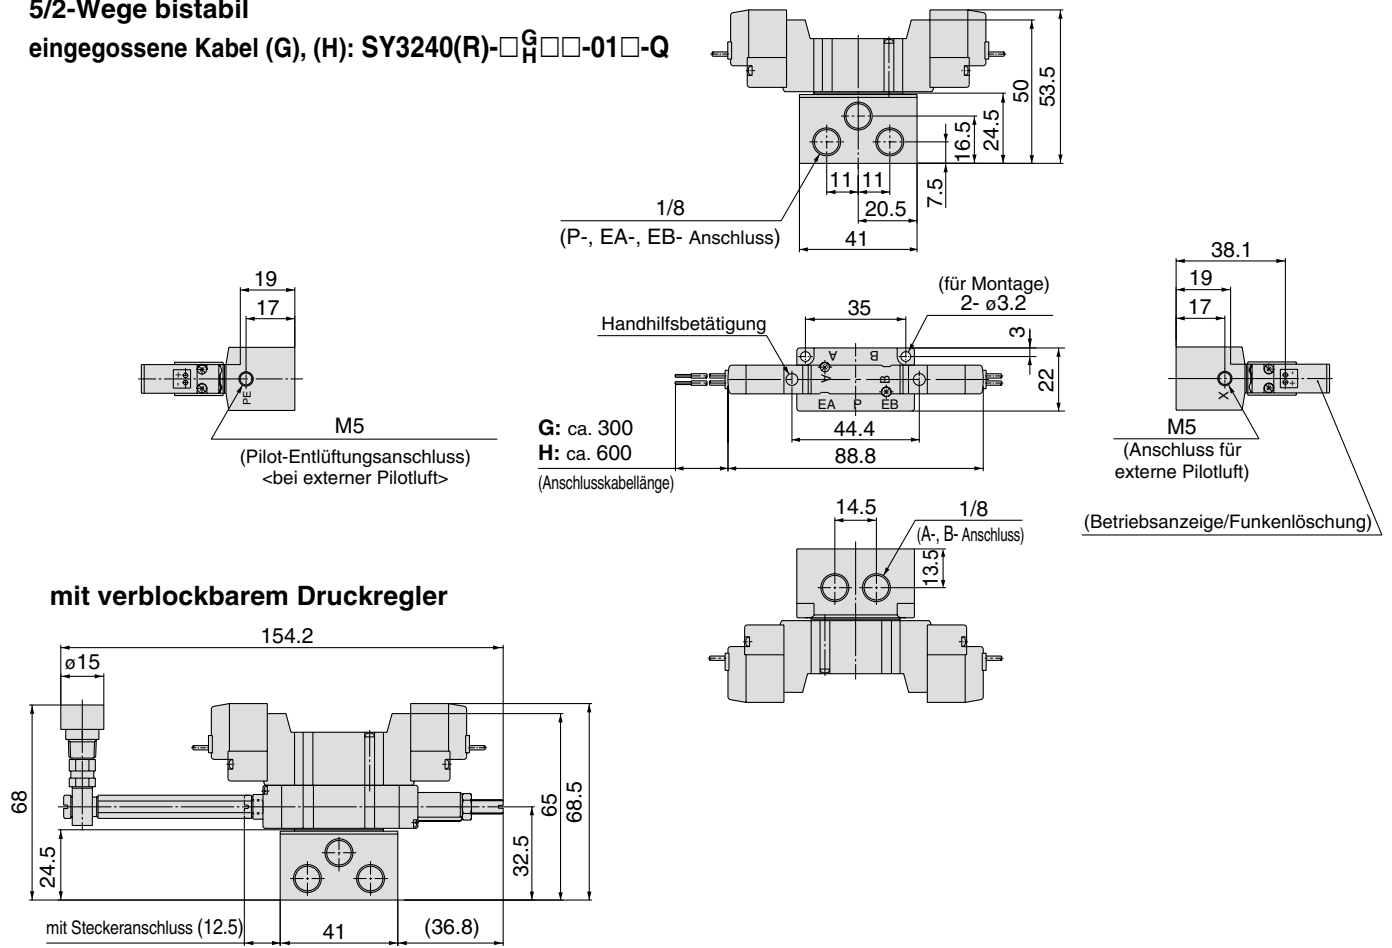 5/2-Wege bistabil
eingegossene Kabel (G), (H): SY3240(R)-□G/H□□-01□-Q
53.5
50
24.5
16.5
7.5
11 11
20.5
41
1/8
(P-, EA-, EB- Anschluss)
19
17
PE
M5
(Pilot-Entlüftungsanschluss)
<bei externer Pilotluft>
(für Montage)
2- ø3.2
35
3
22
Handhilfsbetätigung
A B
A B
EA P EB
44.4
88.8
G: ca. 300
H: ca. 600
(Anschlusskabellänge)
38.1
19
17
X
M5
(Anschluss für
externe Pilotluft)
(Betriebsanzeige/Funkenlöschung)
14.5
1/8
(A-, B- Anschluss)
13.5
mit verblockbarem Druckregler
154.2
ø15
68
24.5
65
68.5
32.5
mit Steckeranschluss (12.5)
41
(36.8)